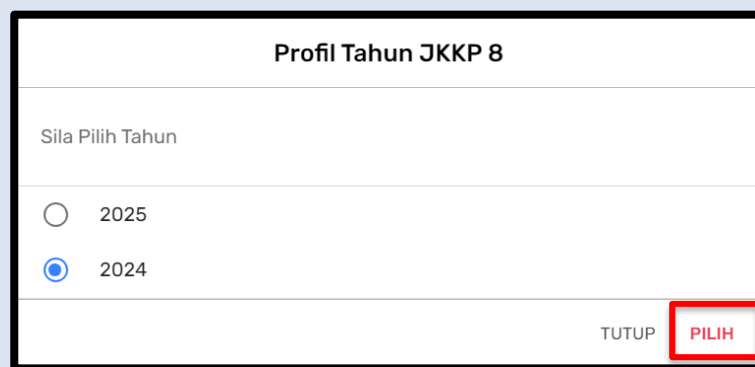 Profil Tahun JKKP 8
Sila Pilih Tahun
2025
2024
TUTUP PILIH